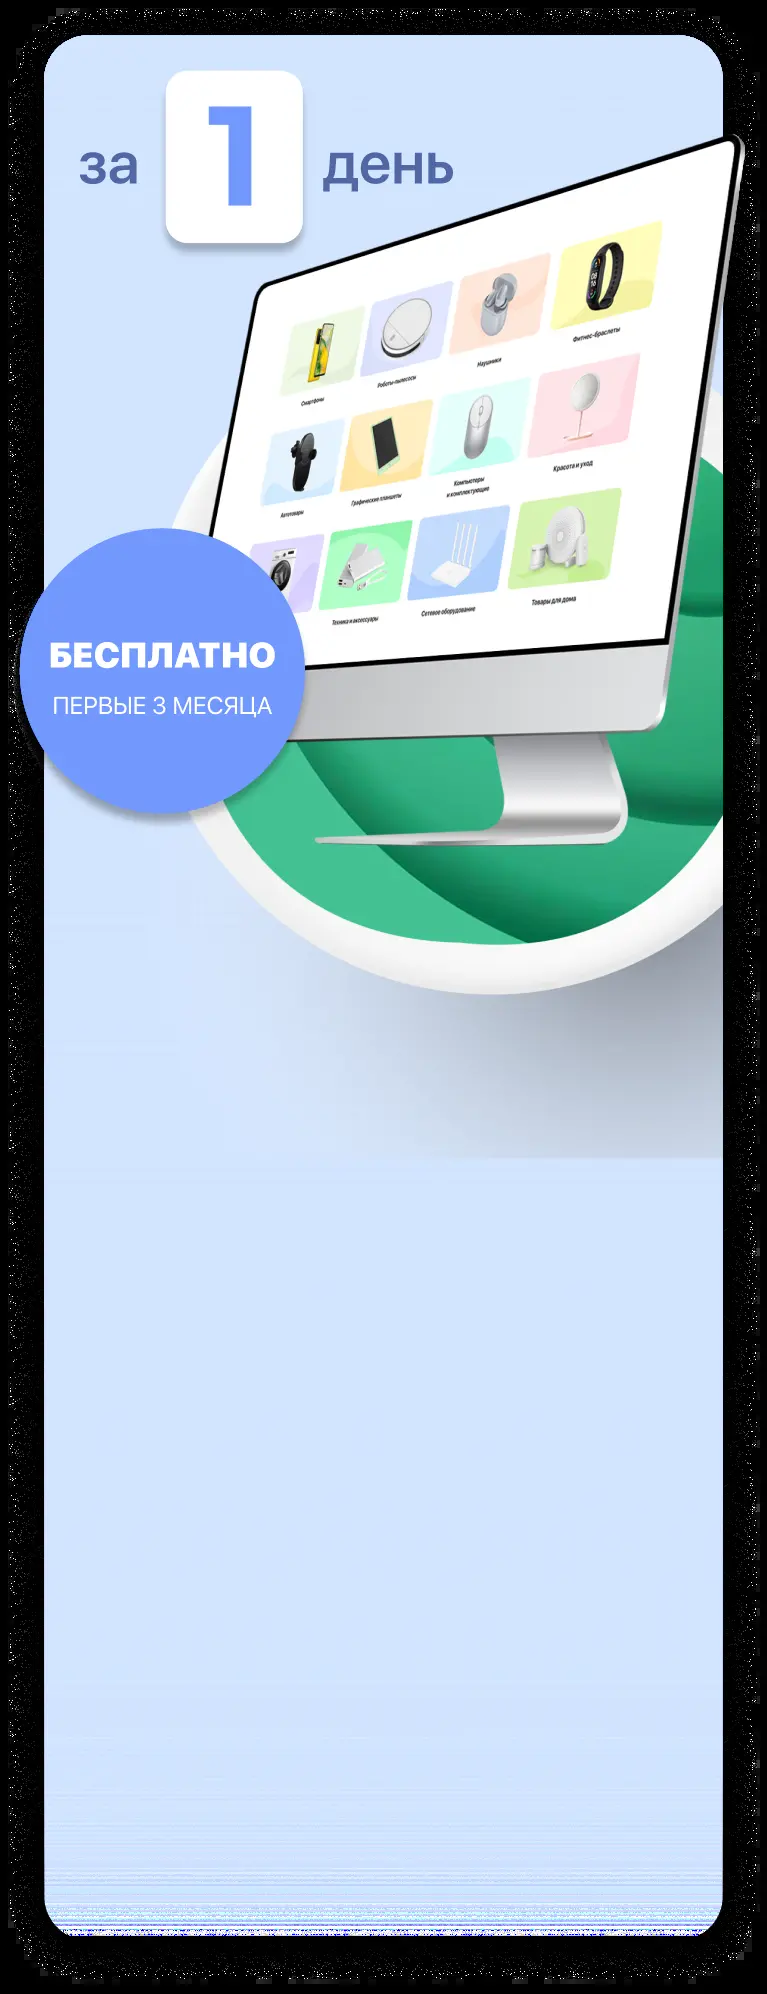 за 1 день
Смартфоны
Роботы-пылесосы
Наушники
Фитнес-браслеты
Автотовары
Графические планшеты
Компьютеры
и комплектующие
Красота и уход
Техника и аксессуары
Сетевое оборудование
Товары для дома
БЕСПЛАТНО
ПЕРВЫЕ 3 МЕСЯЦА